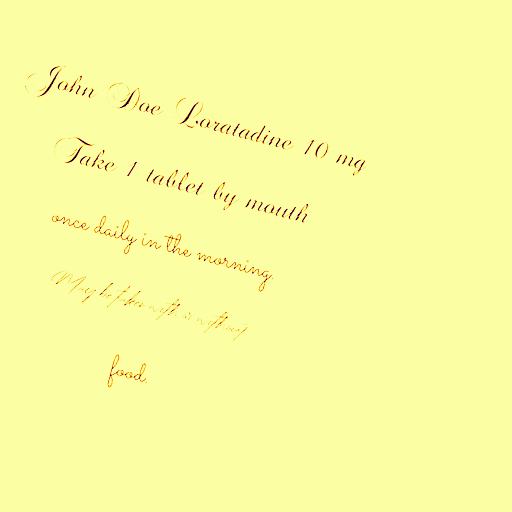 John Doe Loratadine 10 mg
Take 1 tablet by mouth
once daily in the morning.
May be taken with or without
food.